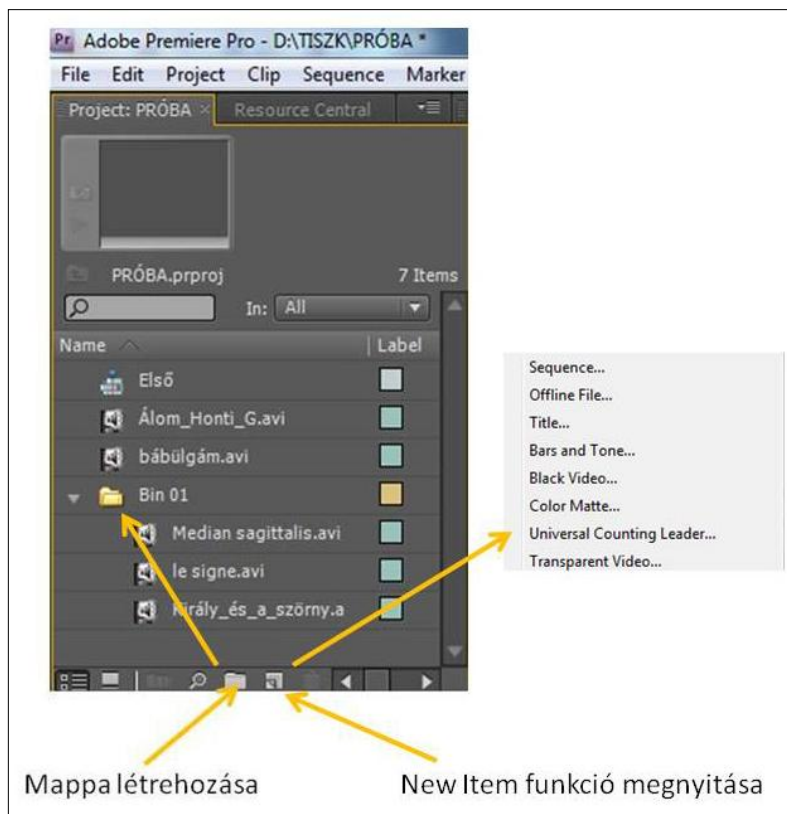 Pr Adobe Premiere Pro - D:\TISZK\PRÓBA *
File Edit Project Clip Sequence Marker
Project: PRÓBA × Resource Central
PRÓBA.prproj 7 Items
In: All
Name Label
Első
Álom_Honti_G.avi
bábülgám.avi
Bin 01
Median sagittalis.avi
le signe.avi
Király_és_a_szörny.a
Sequence...
Offline File...
Title...
Bars and Tone...
Black Video...
Color Matte...
Universal Counting Leader...
Transparent Video...
Mappa létrehozása
New Item funkció megnyitása